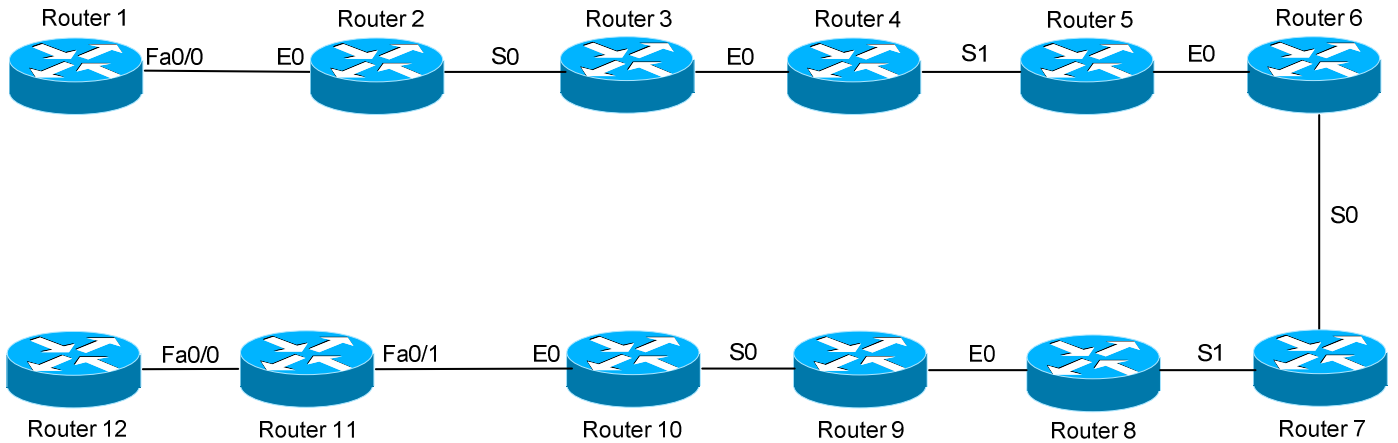 Router 1
Router 2
Router 3
Router 4
Router 5
Router 6
Fa0/0
E0
S0
E0
S1
E0
S0
Fa0/0
Fa0/1
E0
S0
E0
S1
Router 12
Router 11
Router 10
Router 9
Router 8
Router 7